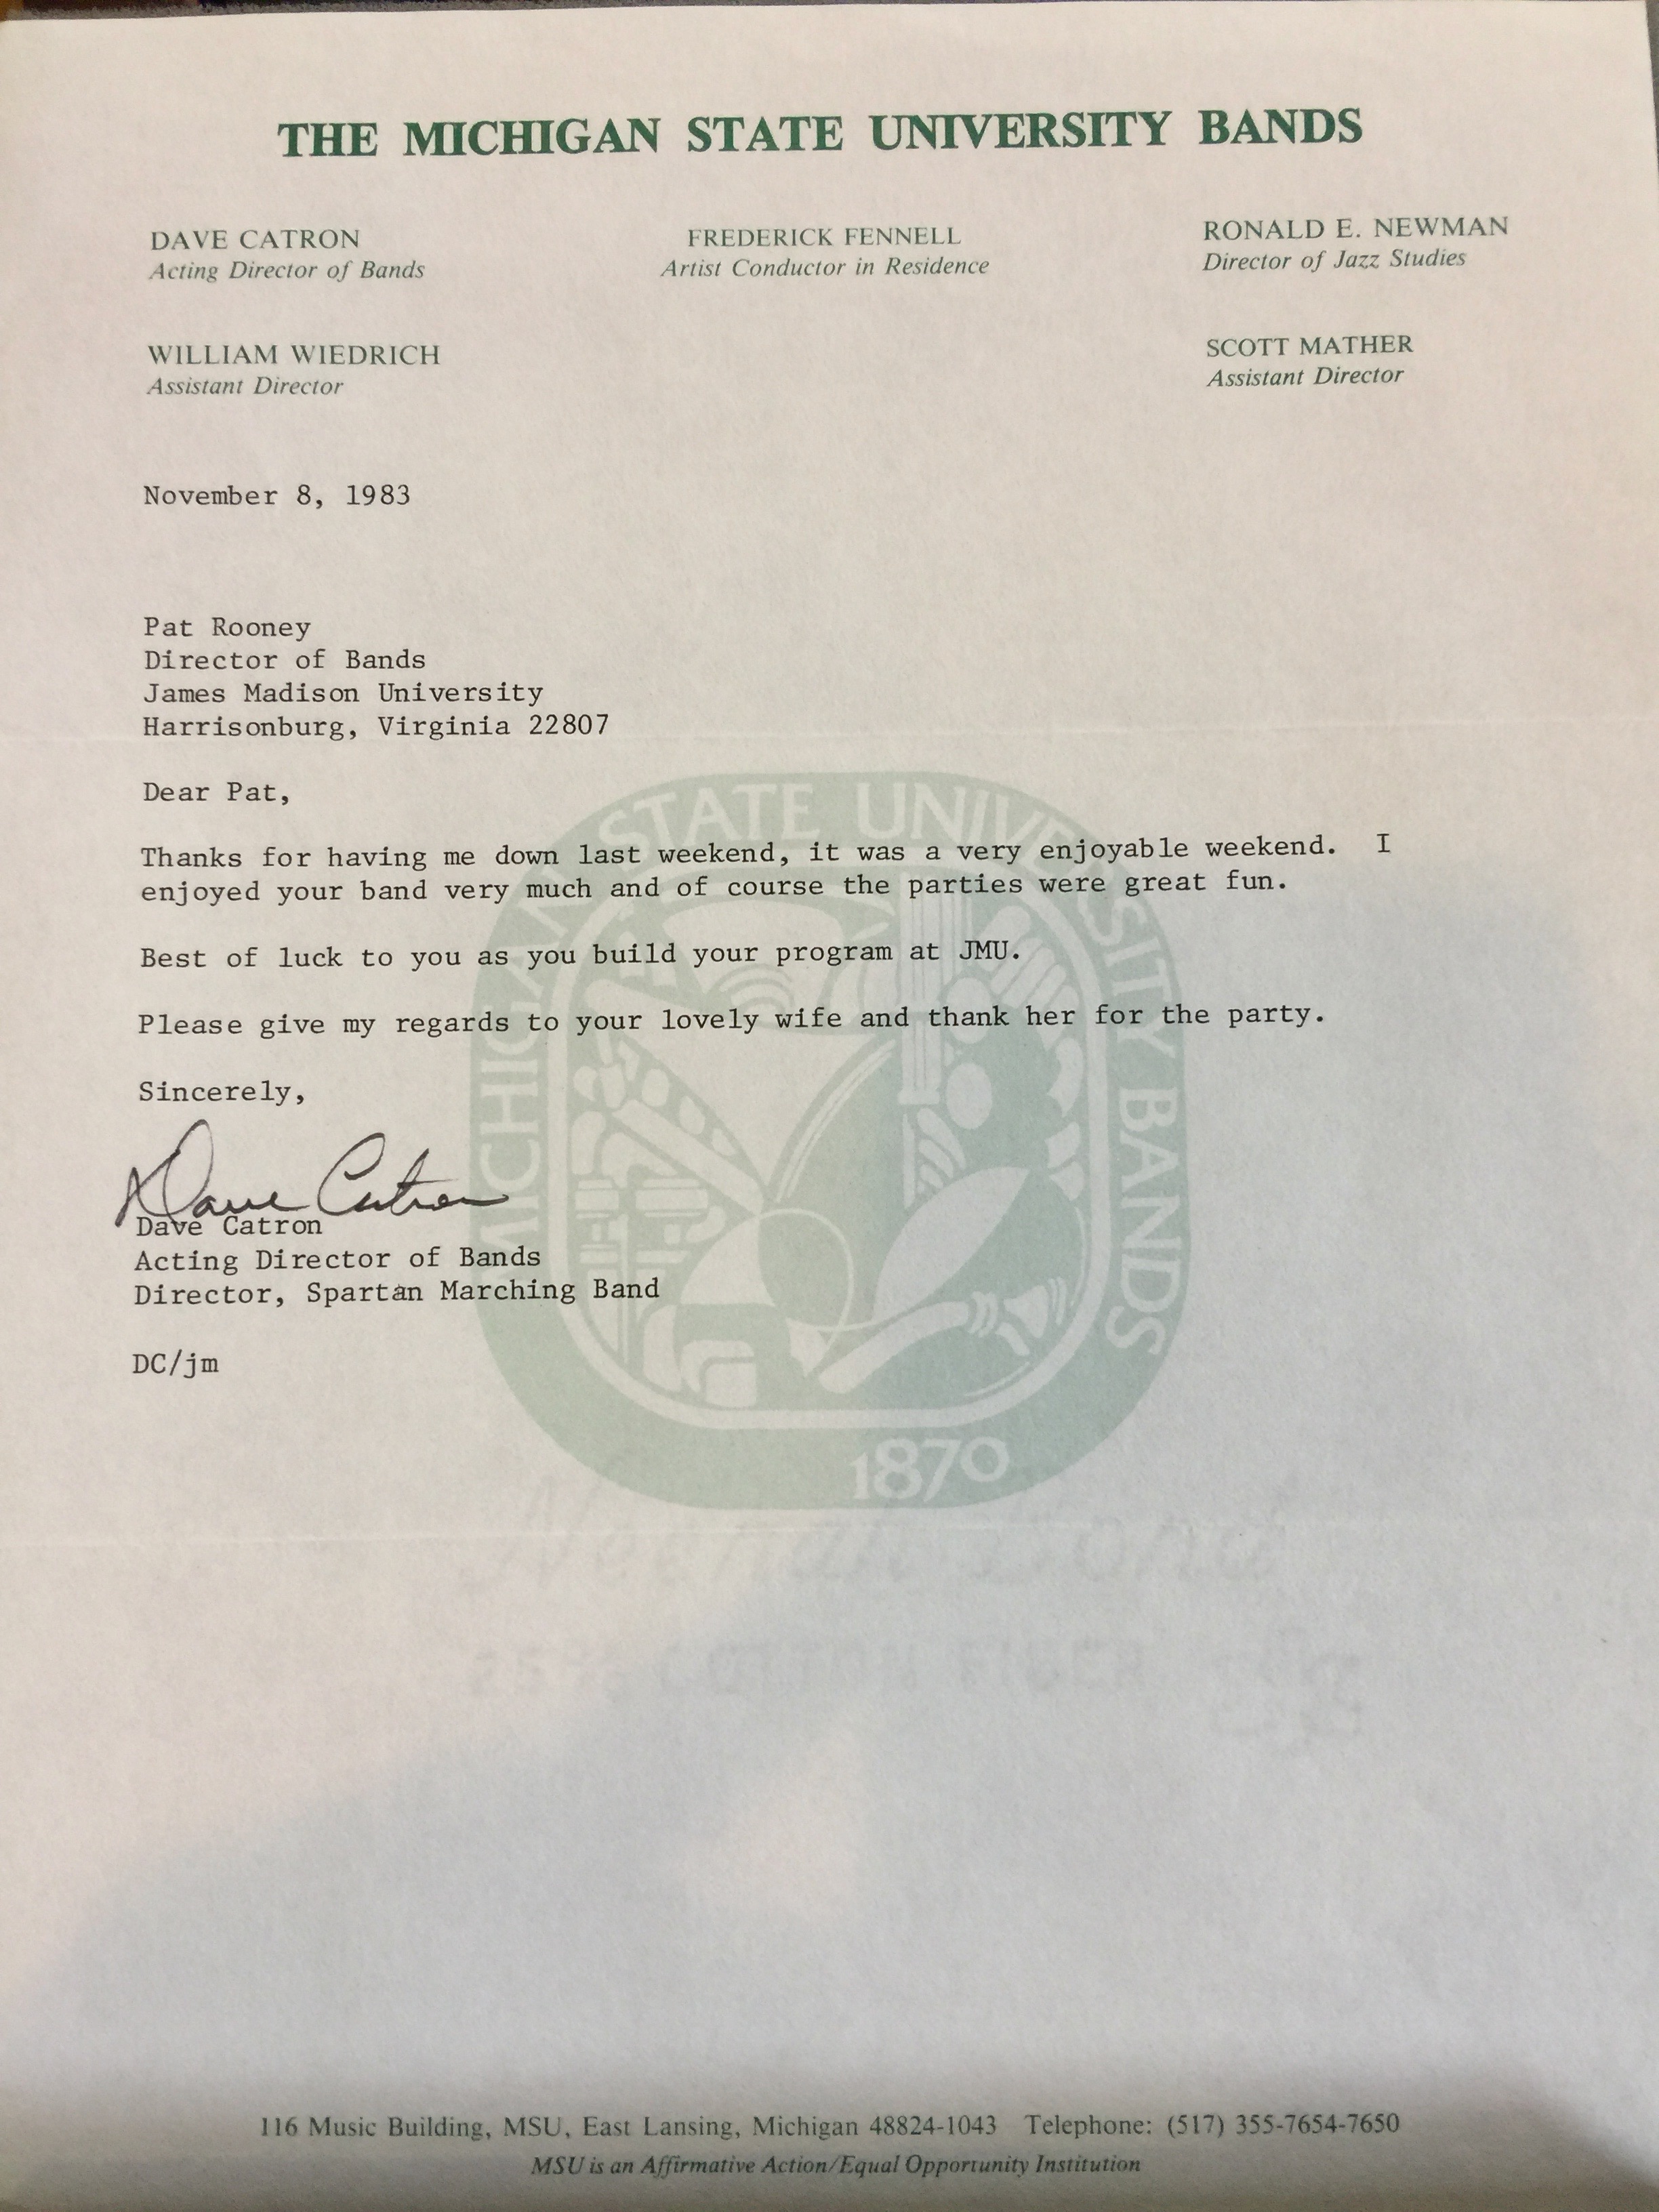 THE MICHIGAN STATE UNIVERSITY BANDS
DAVE CATRON
Acting Director of Bands
FREDERICK FENNELL
Artist Conductor in Residence
RONALD E. NEWMAN
Director of Jazz Studies
WILLIAM WIEDRICH
Assistant Director
SCOTT MATHER
Assistant Director
November 8, 1983
Pat Rooney
Director of Bands
James Madison University
Harrisonburg, Virginia 22807
Dear Pat,
Thanks for having me down last weekend, it was a very enjoyable weekend. I
enjoyed your band very much and of course the parties were great fun.
Best of luck to you as you build your program at JMU.
Please give my regards to your lovely wife and thank her for the party.
Sincerely,
Dave Catron
Dave Catron
Acting Director of Bands
Director, Spartan Marching Band
DC/jm
MICHIGAN STATE UNIVERSITY BANDS
1870
116 Music Building, MSU, East Lansing, Michigan 48824-1043 Telephone: (517) 355-7654-7650
MSU is an Affirmative Action/Equal Opportunity Institution